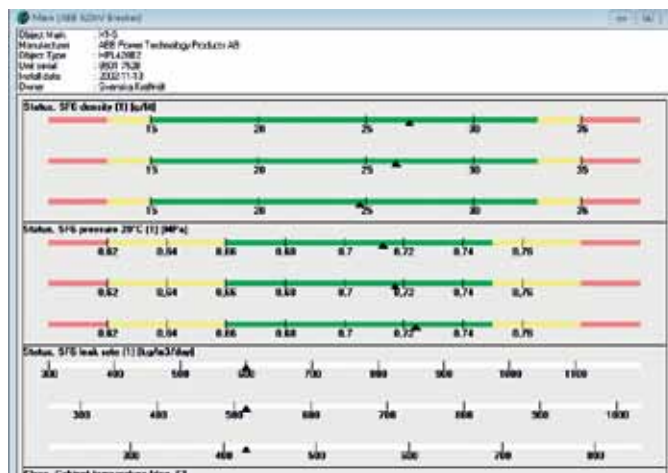 Object Mark : 
Manufacturer : ABB Power Technology Products AB
Object Type : HPL420B2
Unit serial : 
Install date : 2002-11-13
Owner : Svenska Kraftnät
Status, SF6 density (1)
15 20 25 30 35
15 20 25 30 35
15 20 25 30 35
Status, SF6 pressure 20°C (1) [MPa]
0,62 0,64 0,66 0,68 0,7 0,72 0,74 0,76
0,62 0,64 0,66 0,68 0,7 0,72 0,74 0,76
0,62 0,64 0,66 0,68 0,7 0,72 0,74 0,76
Status, SF6 leak rate (1) [kg/m3/day]
300 400 500 600 700 800 900 1000 1100
300 400 500 600 700 800 900 1000
300 400 500 600 700 800